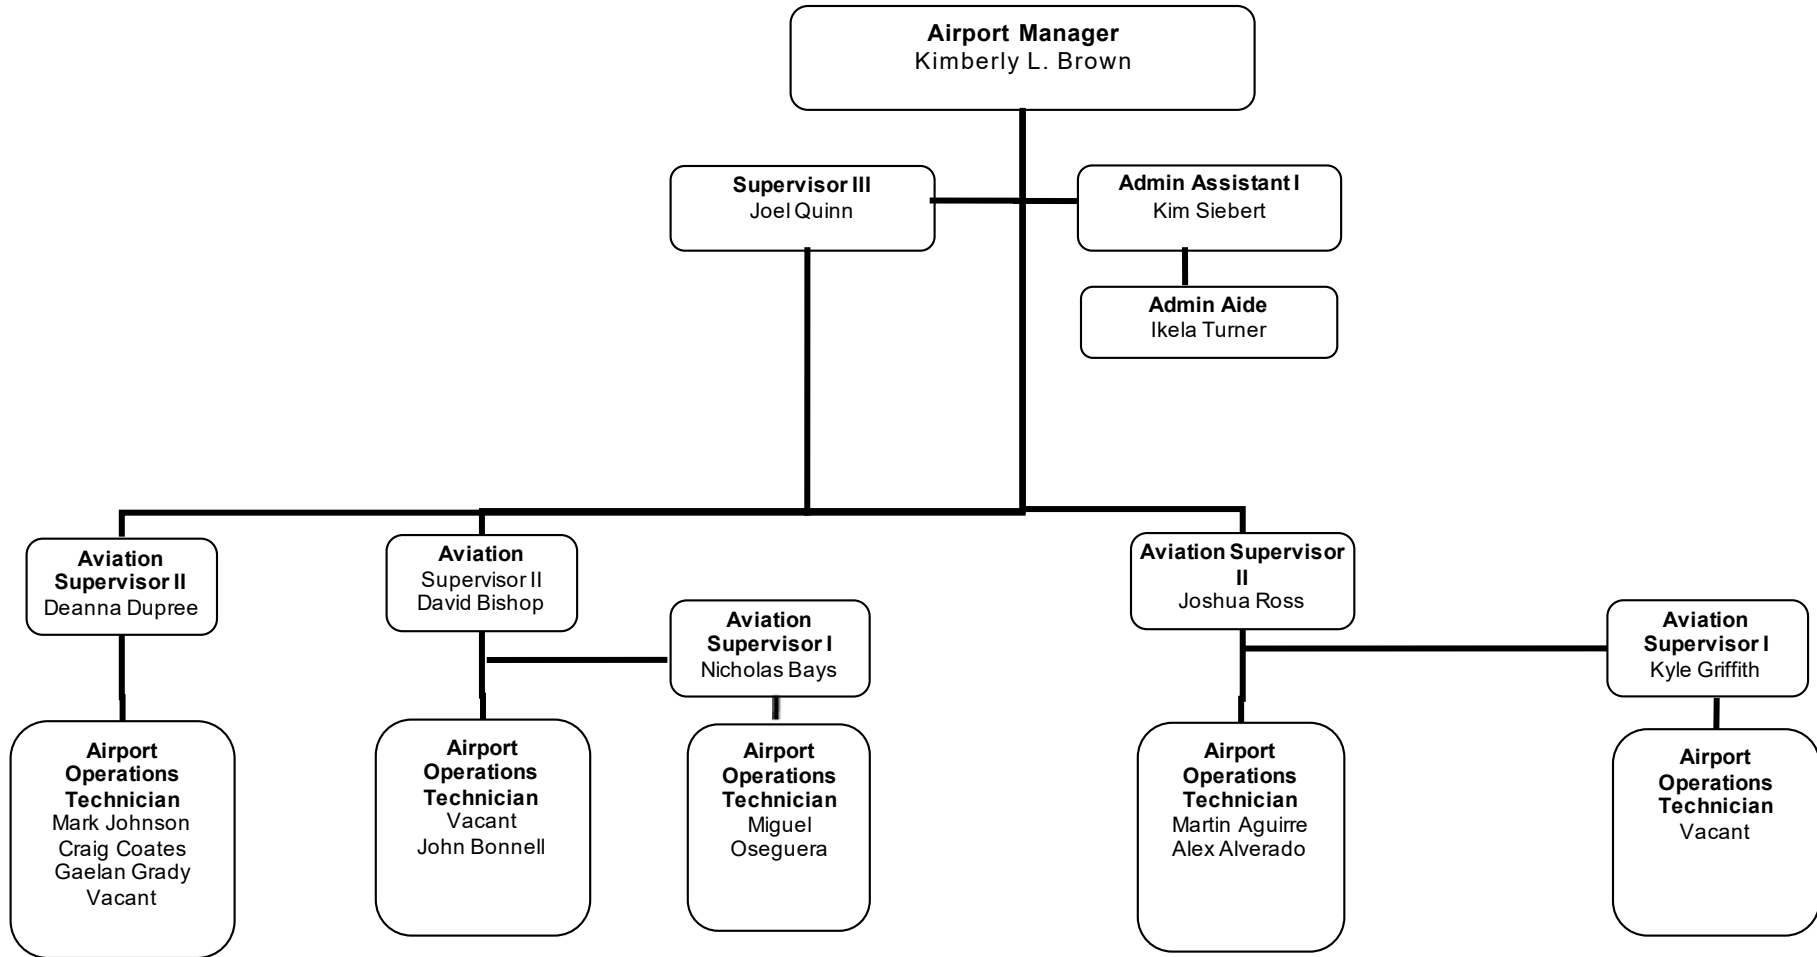 Airport Manager
Kimberly L. Brown
Supervisor III
Joel Quinn
Admin Assistant I
Kim Siebert
Admin Aide
Ikela Turner
Aviation
Supervisor II
Deanna Dupree
Aviation
Supervisor II
David Bishop
Aviation
Supervisor I
Nicholas Bays
Aviation Supervisor
II
Joshua Ross
Aviation
Supervisor I
Kyle Griffith
Airport
Operations
Technician
Mark Johnson
Craig Coates
Gaelan Grady
Vacant
Airport
Operations
Technician
Vacant
John Bonnell
Airport
Operations
Technician
Miguel
Oseguera
Airport
Operations
Technician
Martin Aguirre
Alex Alverado
Airport
Operations
Technician
Vacant